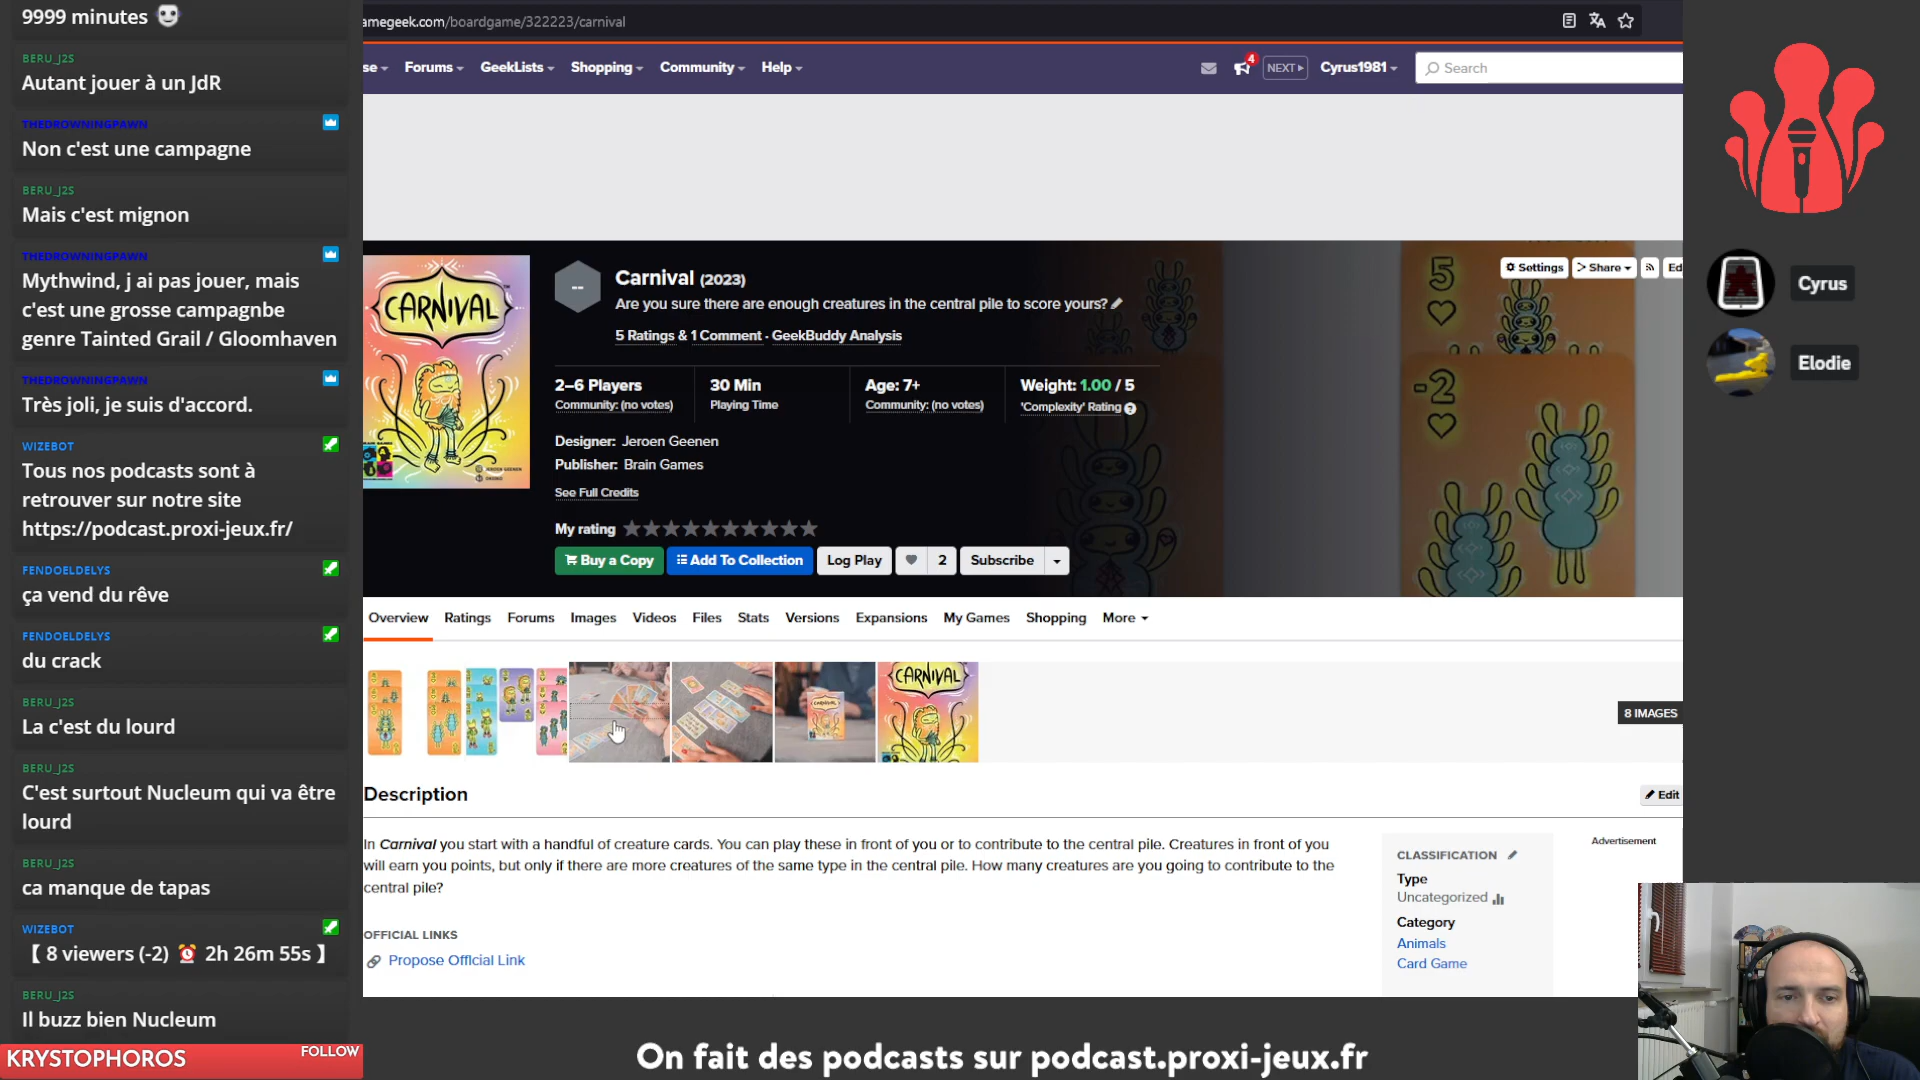 9999 minutes
BERU_J2S
Autant jouer à un JdR
THEDROWNINGPAWN
Non c'est une campagne
BERU_J2S
Mais c'est mignon
THEDROWNINGPAWN
Mythwind, j ai pas jouer, mais
c'est une grosse campagnbe
genre Tainted Grail / Gloomhaven
THEDROWNINGPAWN
Très joli, je suis d'accord.
WIZEBOT
Tous nos podcasts sont à
retrouver sur notre site
https://podcast.proxi-jeux.fr/
FENDOELDELYS
ça vend du rêve
FENDOELDELYS
du crack
BERU_J2S
La c'est du lourd
BERU_J2S
C'est surtout Nucleum qui va être
lourd
BERU_J2S
ca manque de tapas
WIZEBOT
【 8 viewers (-2) ⏰ 2h 26m 55s 】
BERU_J2S
Il buzz bien Nucleum
KRYSTOPHOROS FOLLOW
amegeek.com/boardgame/322223/carnival
se Forums GeekLists Shopping Community Help 4 NEXT Cyrus1981 Search
CARNIVAL
-- Carnival (2023)
Are you sure there are enough creatures in the central pile to score yours?
5 Ratings & 1 Comment - GeekBuddy Analysis
Settings Share Ed
2–6 Players 30 Min Age: 7+ Weight: 1.00 / 5
Community: (no votes) Playing Time Community: (no votes) 'Complexity' Rating
Designer: Jeroen Geenen
Publisher: Brain Games
See Full Credits
My rating
Buy a Copy Add To Collection Log Play 2 Subscribe
5
-2
Overview Ratings Forums Images Videos Files Stats Versions Expansions My Games Shopping More
CARNIVAL
CARNIVAL
8 IMAGES
Description
Edit
In Carnival you start with a handful of creature cards. You can play these in front of you or to contribute to the central pile. Creatures in front of you
will earn you points, but only if there are more creatures of the same type in the central pile. How many creatures are you going to contribute to the
central pile?
OFFICIAL LINKS
Propose Official Link
CLASSIFICATION
Type
Uncategorized
Category
Animals
Card Game
Advertisement
Cyrus
Elodie
On fait des podcasts sur podcast.proxi-jeux.fr